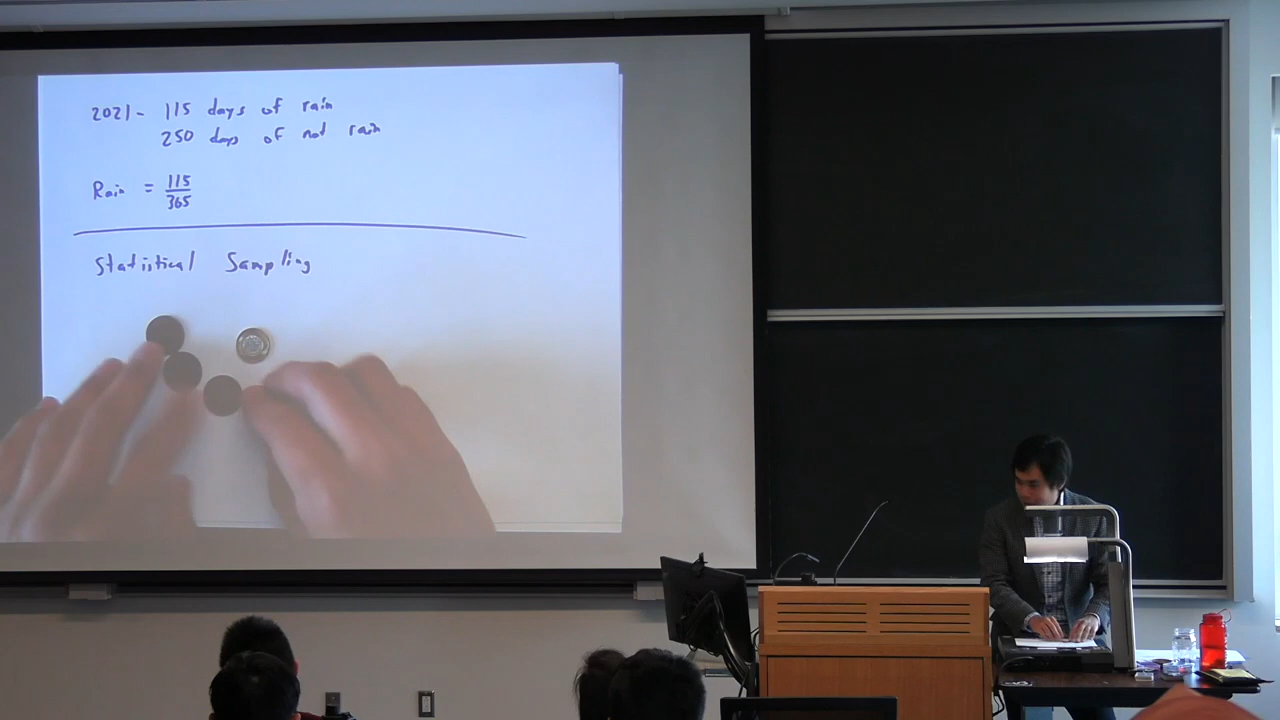 2021 - 115 days of rain
250 days of not rain
Rain = 115/365
Statistical Sampling